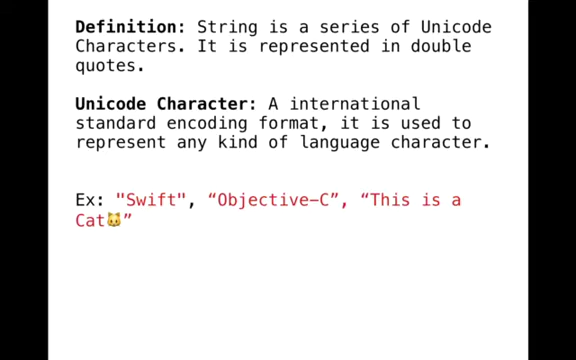 Definition: String is a series of Unicode
Characters. It is represented in double
quotes.
Unicode Character: A international
standard encoding format, it is used to
represent any kind of language character.
Ex: "Swift", “Objective-C”, “This is a
Cat🐱”